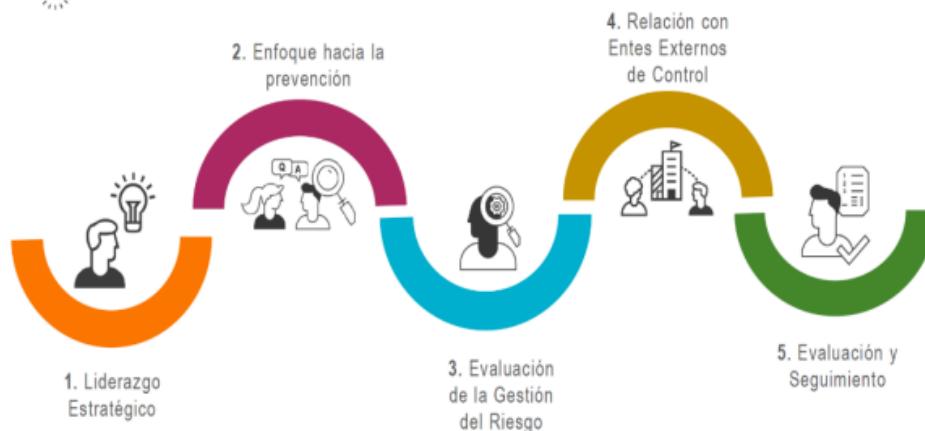 1. Liderazgo
Estratégico
2. Enfoque hacia la
prevención
Q A
3. Evaluación
de la Gestión
del Riesgo
4. Relación con
Entes Externos
de Control
5. Evaluación y
Seguimiento